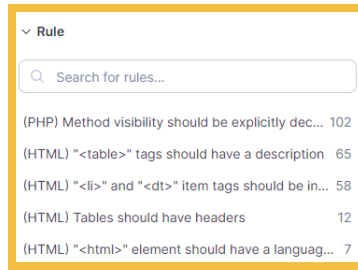 Rule
Search for rules...
(PHP) Method visibility should be explicitly dec... 102
(HTML) "<table>" tags should have a description 65
(HTML) "<li>" and "<dt>" item tags should be in... 58
(HTML) Tables should have headers 12
(HTML) "<html>" element should have a languag... 7